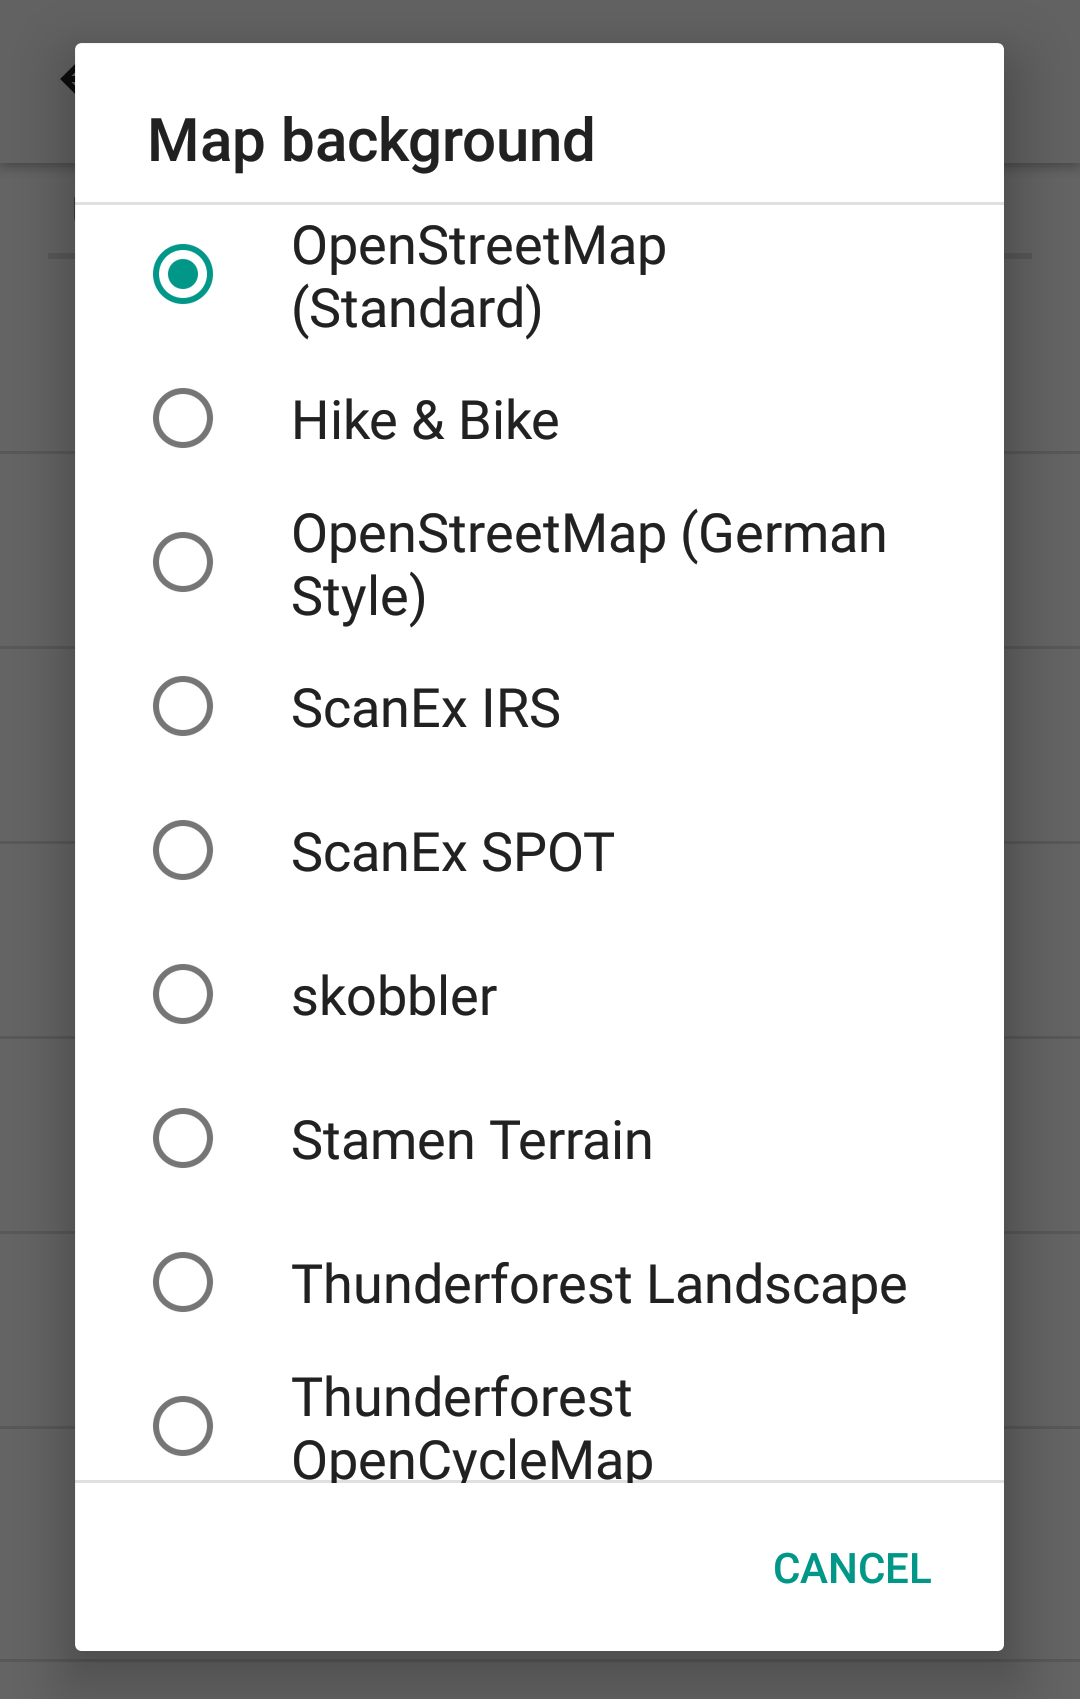 Map background
OpenStreetMap
(Standard)
Hike & Bike
OpenStreetMap (German
Style)
ScanEx IRS
ScanEx SPOT
skobbler
Stamen Terrain
Thunderforest Landscape
Thunderforest
OpenCycleMap
CANCEL